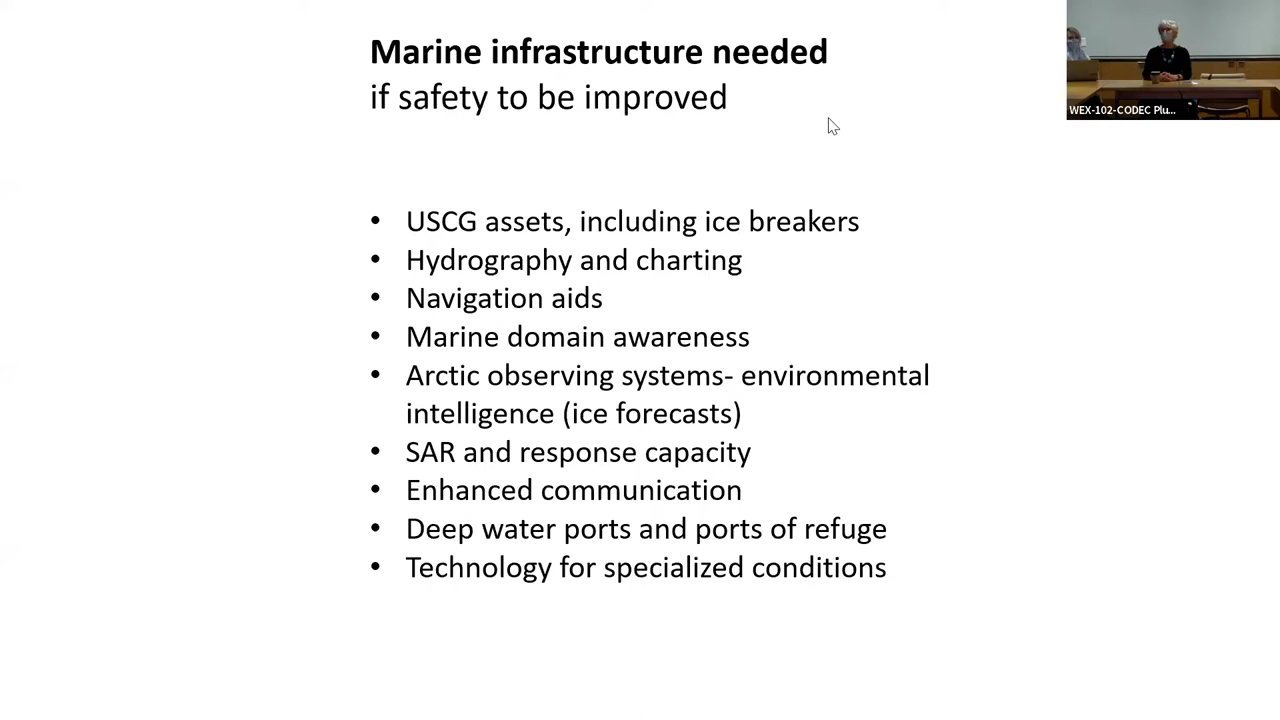 Marine infrastructure needed
if safety to be improved
WEX-102-CODEC Plu...
• USCG assets, including ice breakers
• Hydrography and charting
• Navigation aids
• Marine domain awareness
• Arctic observing systems- environmental
intelligence (ice forecasts)
• SAR and response capacity
• Enhanced communication
• Deep water ports and ports of refuge
• Technology for specialized conditions